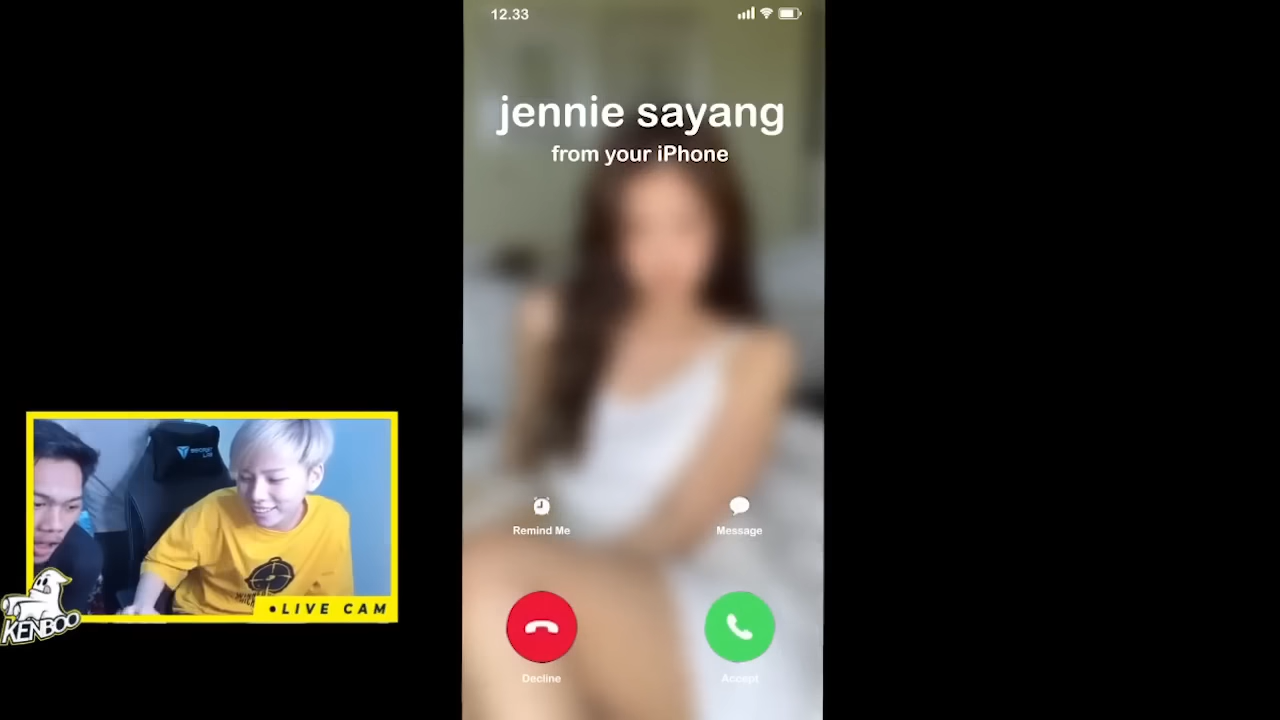 12.33
jennie sayang
from your iPhone
Remind Me
Message
Decline
Accept
LIVE CAM
KENBOO